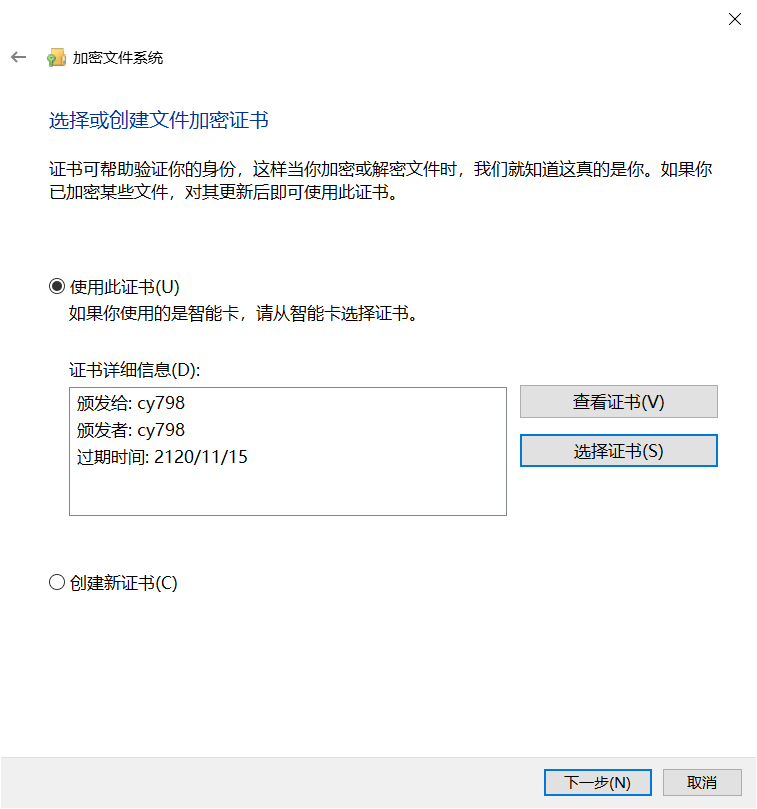 加密文件系统
选择或创建文件加密证书
证书可帮助验证你的身份，这样当你加密或解密文件时，我们就知道这真的是你。如果你
已加密某些文件，对其更新后即可使用此证书。
使用此证书(U)
如果你使用的是智能卡，请从智能卡选择证书。
证书详细信息(D):
颁发给: cy798
颁发者: cy798
过期时间: 2120/11/15
查看证书(V)
选择证书(S)
创建新证书(C)
下一步(N)
取消